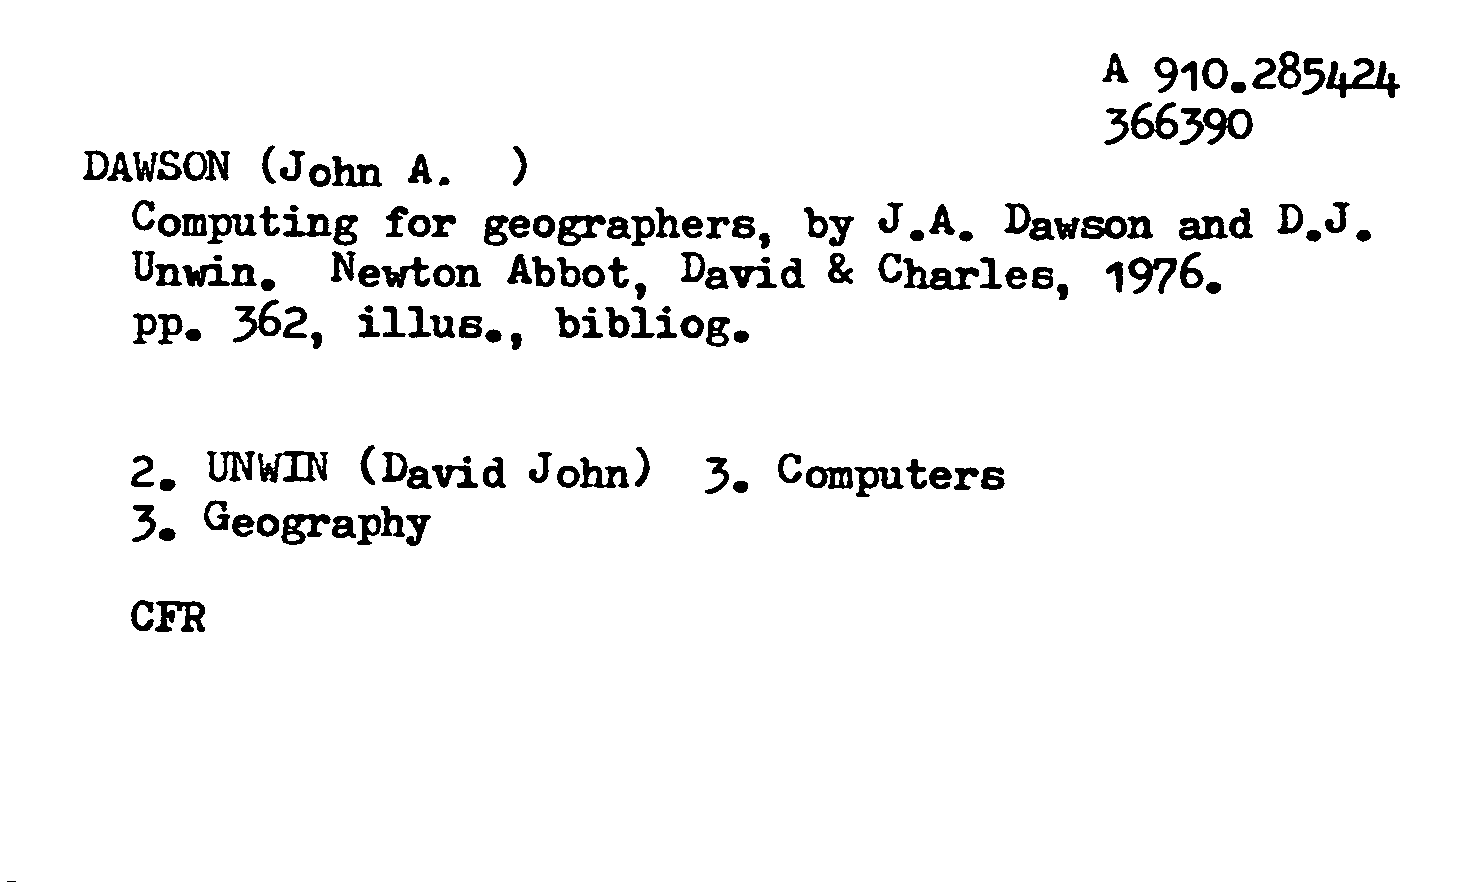 A 910.285424
366390
DAWSON (John A.  )
Computing for geographers, by J.A. Dawson and D.J.
Unwin.  Newton Abbot, David & Charles, 1976.
pp. 362, illus., bibliog.
2. UNWIN (David John)  3. Computers
3. Geography
CFR